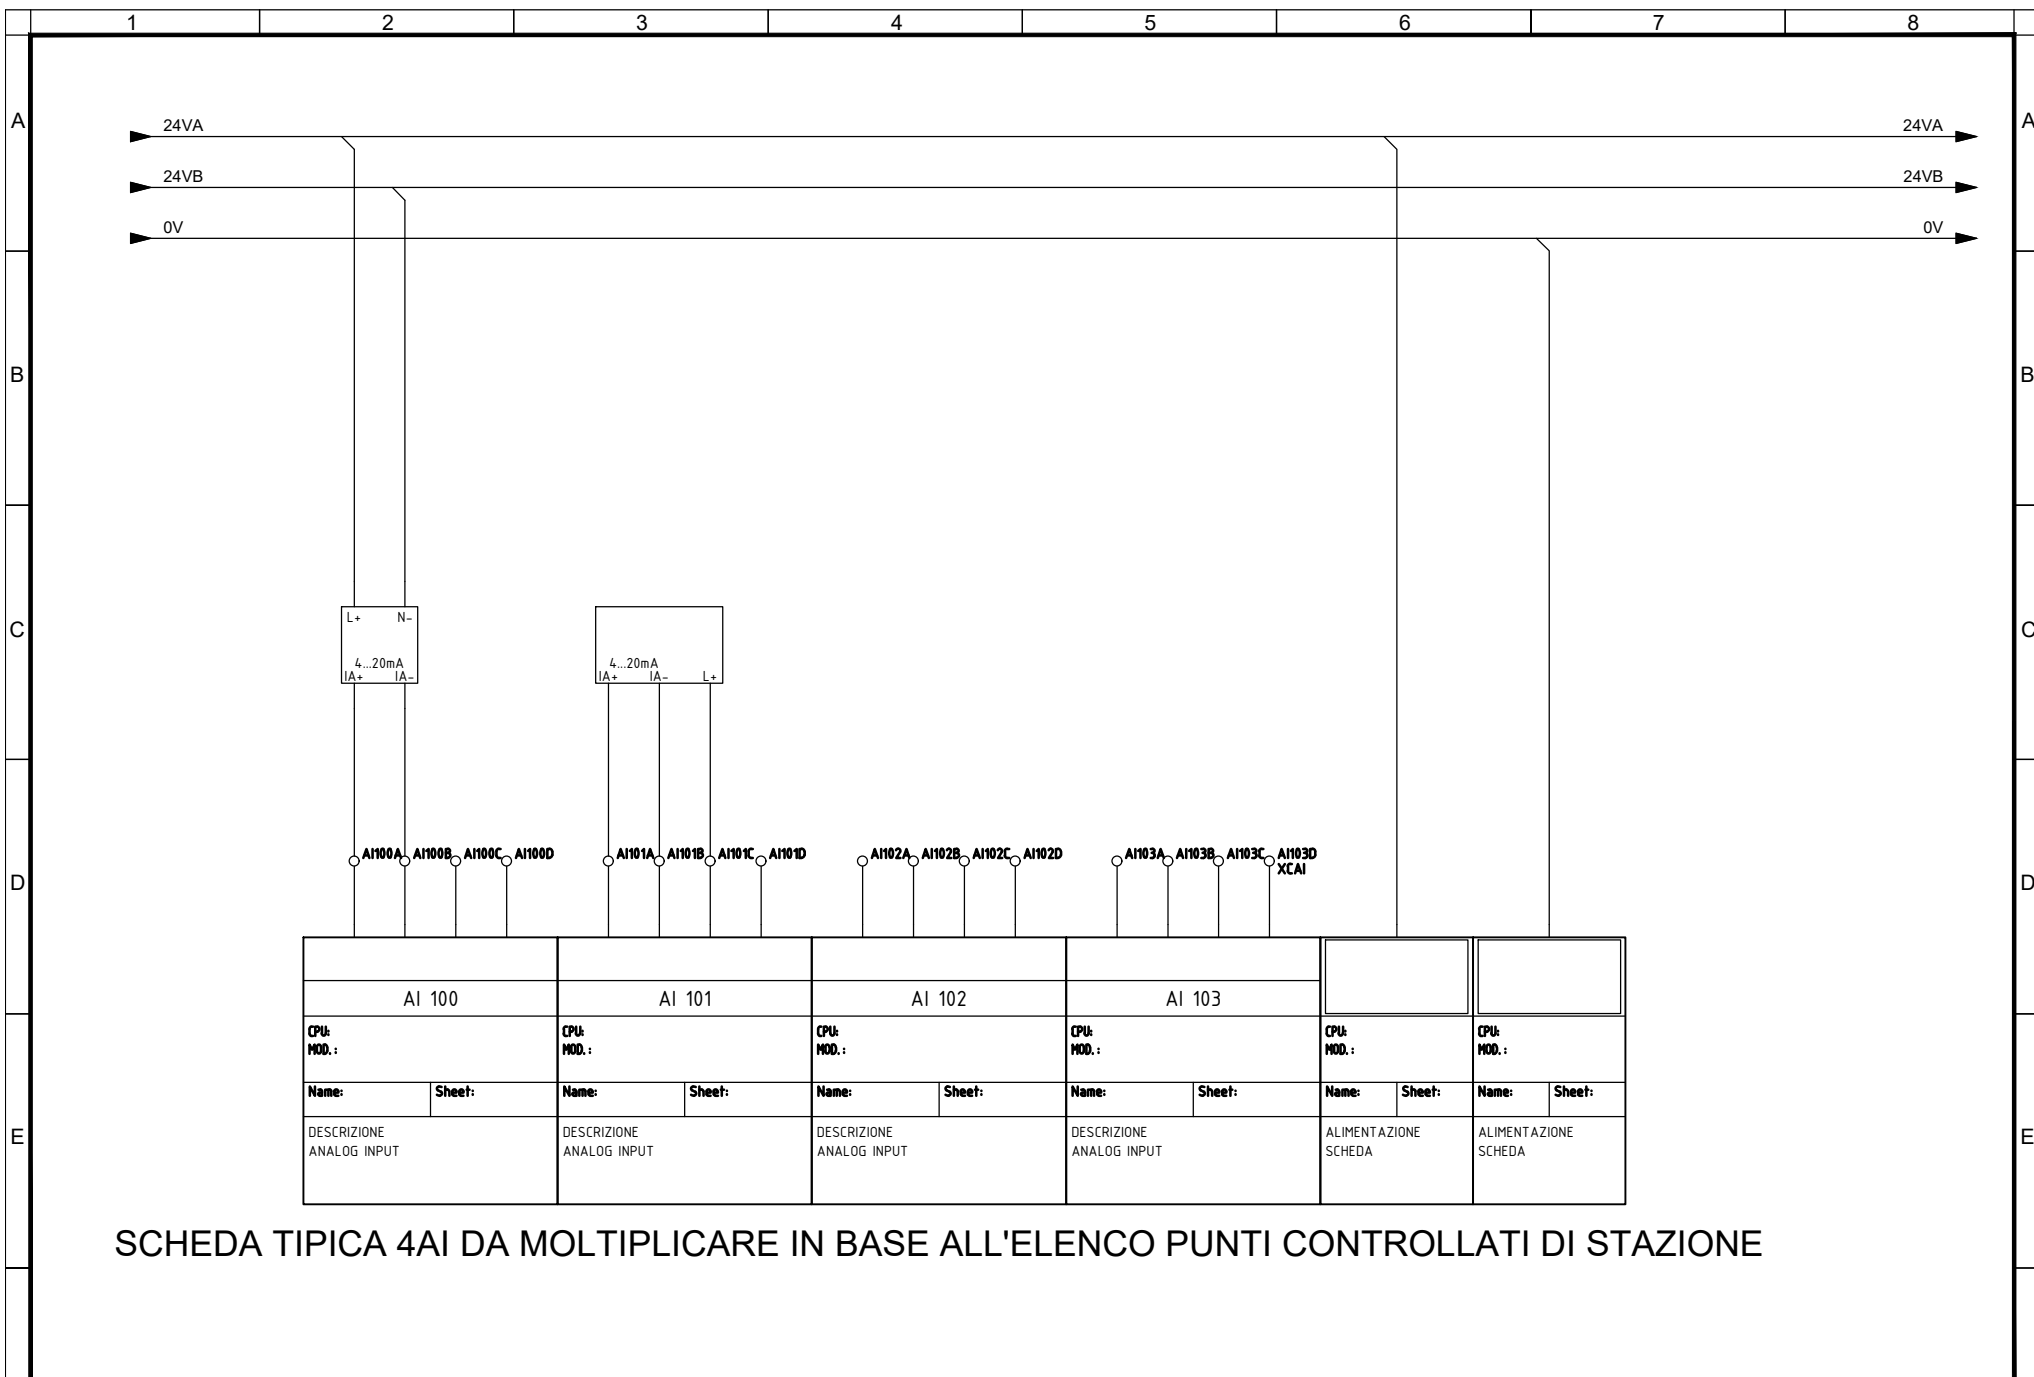 1 2 3 4 5 6 7 8
A 24VA 24VA A
24VB 24VB
0V 0V
B B
L+ N-
C C
4...20mA 4...20mA
IA+ IA- IA+ IA- L+
AI100A AI100B AI100C AI100D AI101A AI101B AI101C AI101D AI102A AI102B AI102C AI102D AI103A AI103B AI103C AI103D
XCAI
D D
AI 100 AI 101 AI 102 AI 103
CPU: CPU: CPU: CPU: CPU: CPU:
MOD. : MOD. : MOD. : MOD. : MOD. : MOD. :
Name: Sheet: Name: Sheet: Name: Sheet: Name: Sheet: Name: Sheet: Name: Sheet:
E DESCRIZIONE DESCRIZIONE DESCRIZIONE DESCRIZIONE ALIMENTAZIONE ALIMENTAZIONE E
ANALOG INPUT ANALOG INPUT ANALOG INPUT ANALOG INPUT SCHEDA SCHEDA
SCHEDA TIPICA 4AI DA MOLTIPLICARE IN BASE ALL'ELENCO PUNTI CONTROLLATI DI STAZIONE